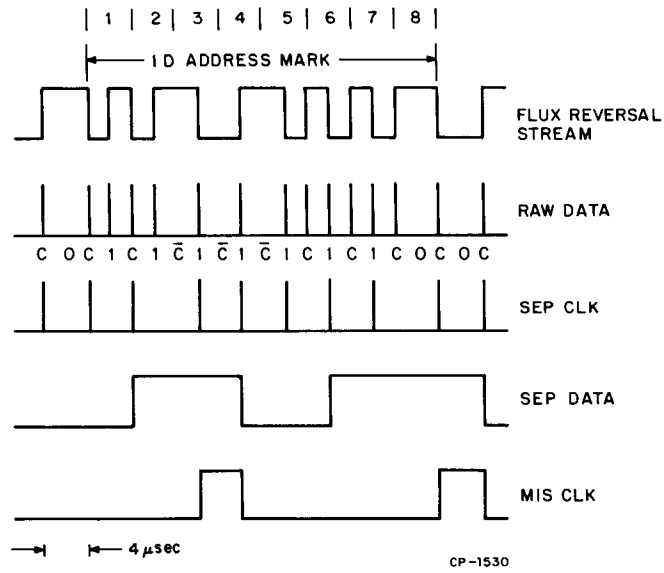 | 1 | 2 | 3 | 4 | 5 | 6 | 7 | 8 |
ID ADDRESS MARK
FLUX REVERSAL
STREAM
RAW DATA
C 0 C 1 C 1 C̄ 1 C̄ 1 C̄ 1 C 1 C 1 C 0 C 0 C
SEP CLK
SEP DATA
MIS CLK
4 μsec
CP-1530